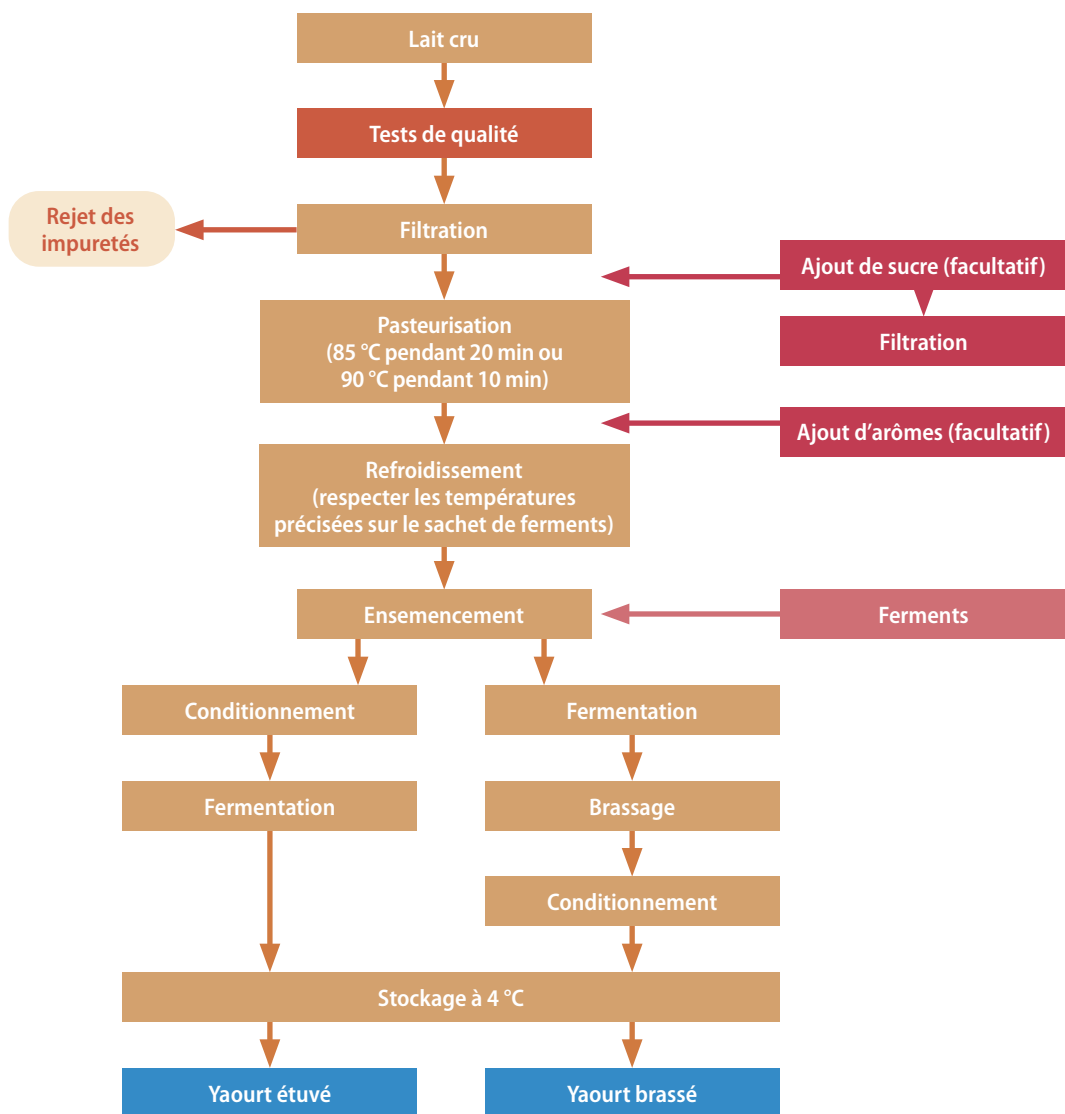 Lait cru
Tests de qualité
Rejet des
impuretés
Filtration
Ajout de sucre (facultatif)
Filtration
Pasteurisation
(85 °C pendant 20 min ou
90 °C pendant 10 min)
Ajout d’arômes (facultatif)
Refroidissement
(respecter les températures
précisées sur le sachet de ferments)
Ensemencement
Ferments
Conditionnement
Fermentation
Fermentation
Brassage
Conditionnement
Stockage à 4 °C
Yaourt étuvé
Yaourt brassé